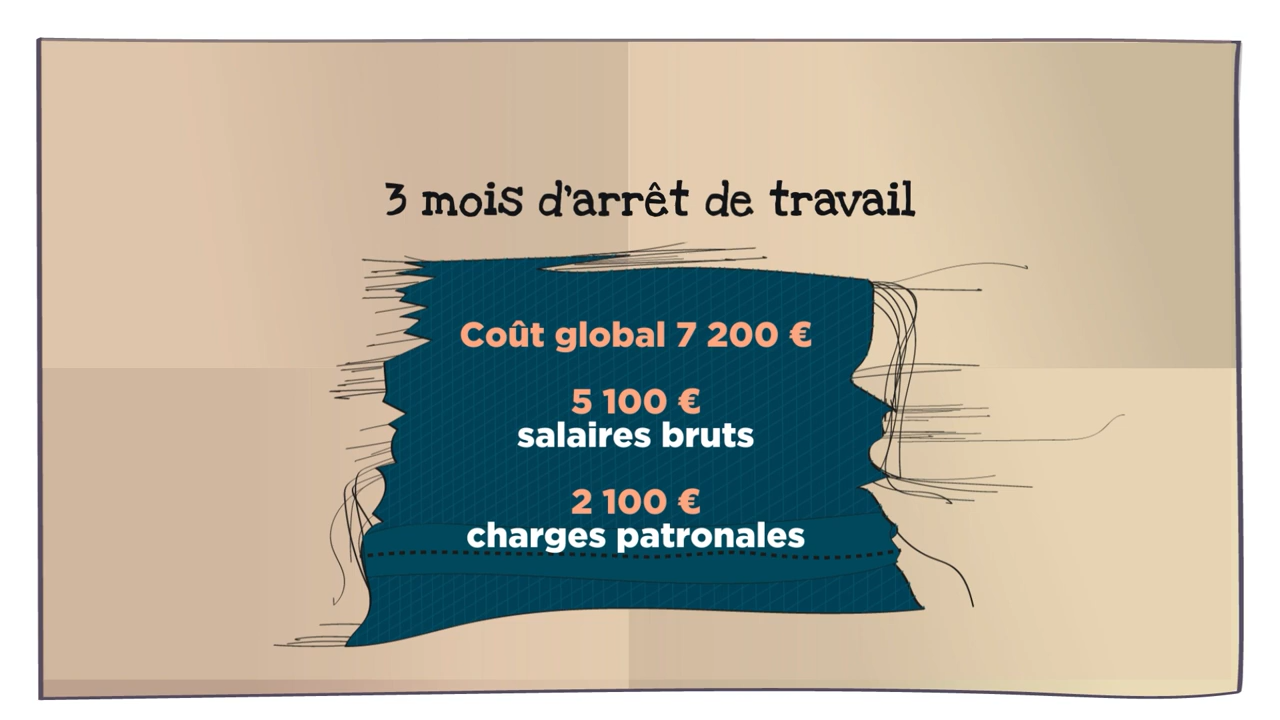 3 mois d'arrêt de travail
Coût global 7 200 €
5 100 €
salaires bruts
2 100 €
charges patronales